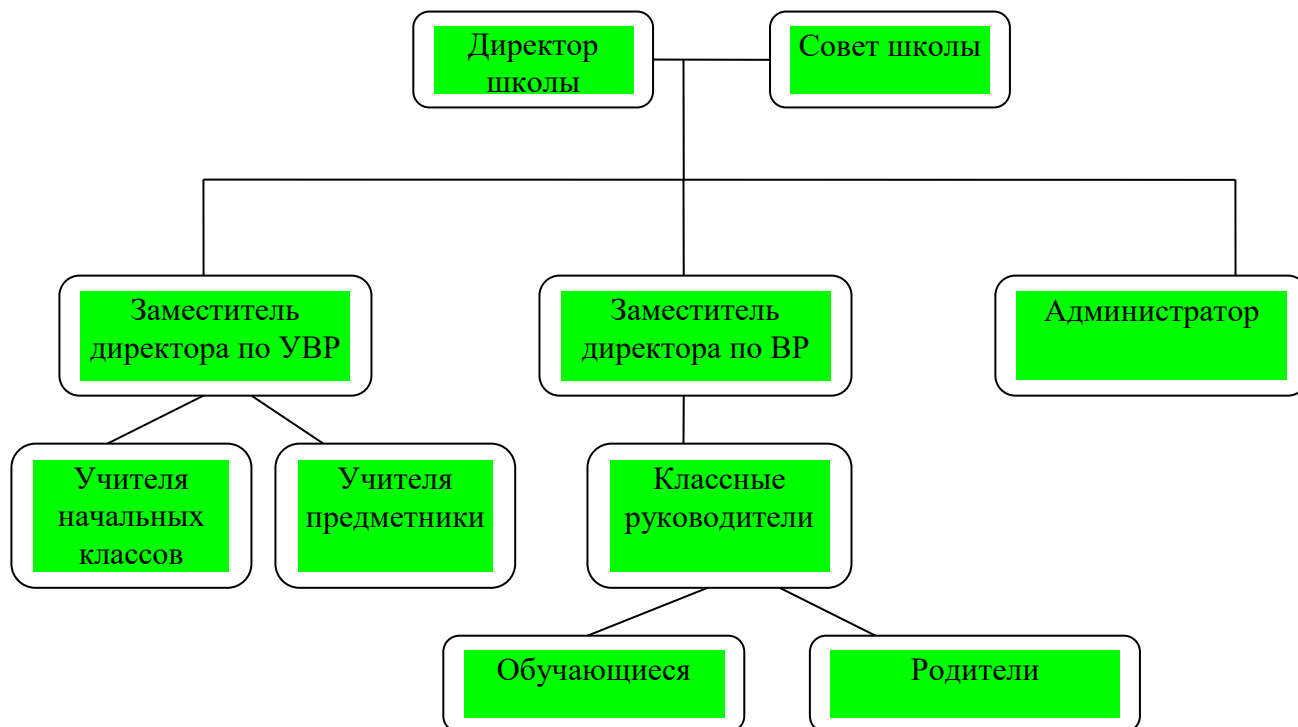 Директор
школы
Совет школы
Заместитель
директора по УВР
Заместитель
директора по ВР
Администратор
Учителя
начальных
классов
Учителя
предметники
Классные
руководители
Обучающиеся
Родители